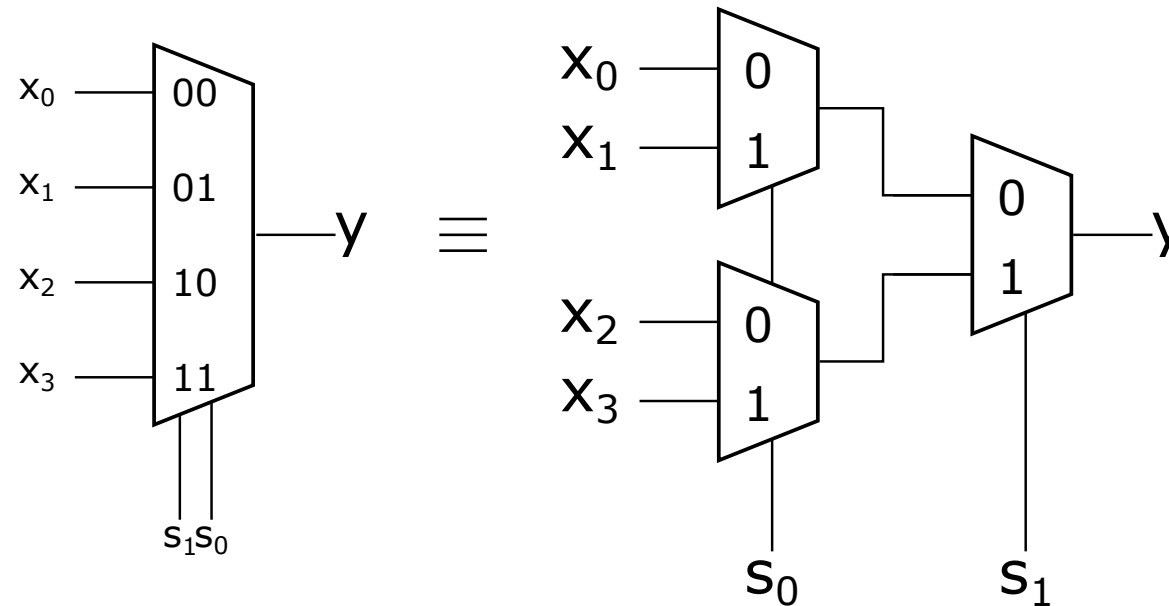 x₀ 00
x₁ 01
x₂ 10
x₃ 11
s₁s₀
y
≡
x₀ 0
x₁ 1
x₂ 0
x₃ 1
s₀
0
1
s₁
y